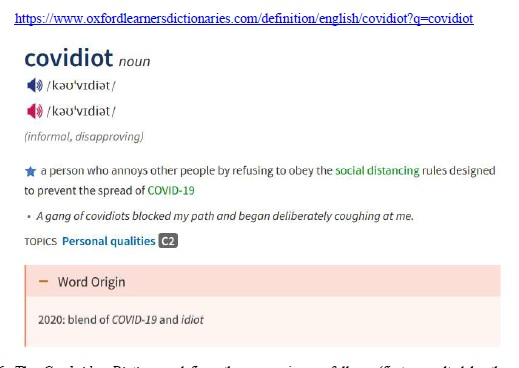 https://www.oxfordlearnersdictionaries.com/definition/english/covidiot?q=covidiot
covidiot noun
/kəʊˈvɪdiət/
/kəʊˈvɪdiət/
(informal, disapproving)
a person who annoys other people by refusing to obey the social distancing rules designed
to prevent the spread of COVID-19
• A gang of covidiots blocked my path and began deliberately coughing at me.
TOPICS Personal qualities C2
– Word Origin
2020: blend of COVID-19 and idiot